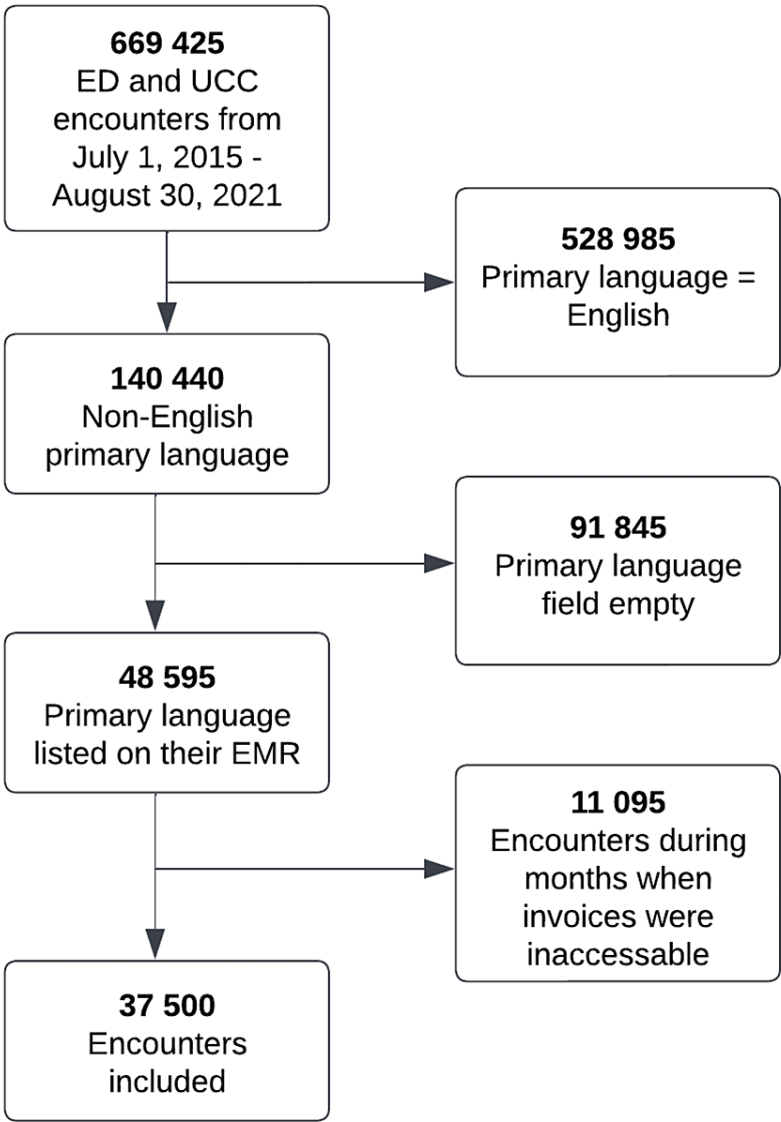 669 425
ED and UCC
encounters from
July 1, 2015 -
August 30, 2021
528 985
Primary language =
English
140 440
Non-English
primary language
91 845
Primary language
field empty
48 595
Primary language
listed on their EMR
11 095
Encounters during
months when
invoices were
inaccessable
37 500
Encounters
included